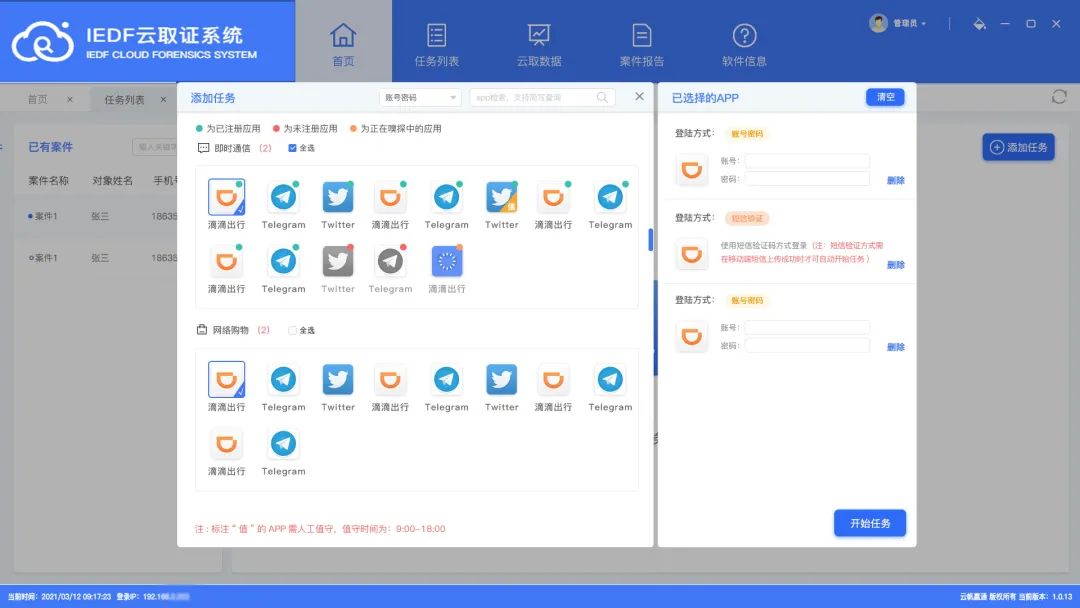 IEDF云取证系统
IEDF CLOUD FORENSICS SYSTEM
首页
任务列表
云取数据
案件报告
软件信息
管理员
首页
任务列表
已有案件
案件名称 对象姓名
案件1 张三 18635
案件1 张三 18635
添加任务
添加任务
账号密码
app检索，支持简写查询
为已注册应用 为未注册应用 为正在嗅探中的应用
即时通信 (2) 全选
滴滴出行 Telegram Twitter 滴滴出行 Telegram Twitter 滴滴出行 Telegram
值
滴滴出行 Telegram Twitter Telegram 滴滴出行
网络购物 (2) 全选
滴滴出行 Telegram Twitter 滴滴出行 Telegram Twitter 滴滴出行 Telegram
滴滴出行 Telegram
注：标注“值”的 APP 需人工值守，值守时间为：9:00-18:00
已选择的APP
清空
登陆方式： 账号密码
账号：
密码：
删除
登陆方式： 短信验证
使用短信验证码方式登录（注：短信验证方式需
在移动端短信上传成功时才可自动开始任务）
删除
登陆方式： 账号密码
账号：
密码：
删除
开始任务
当前时间：2021/03/12 09:17:23 登录IP：192.16
云帆赢通 版权所有 当前版本：1.0.13